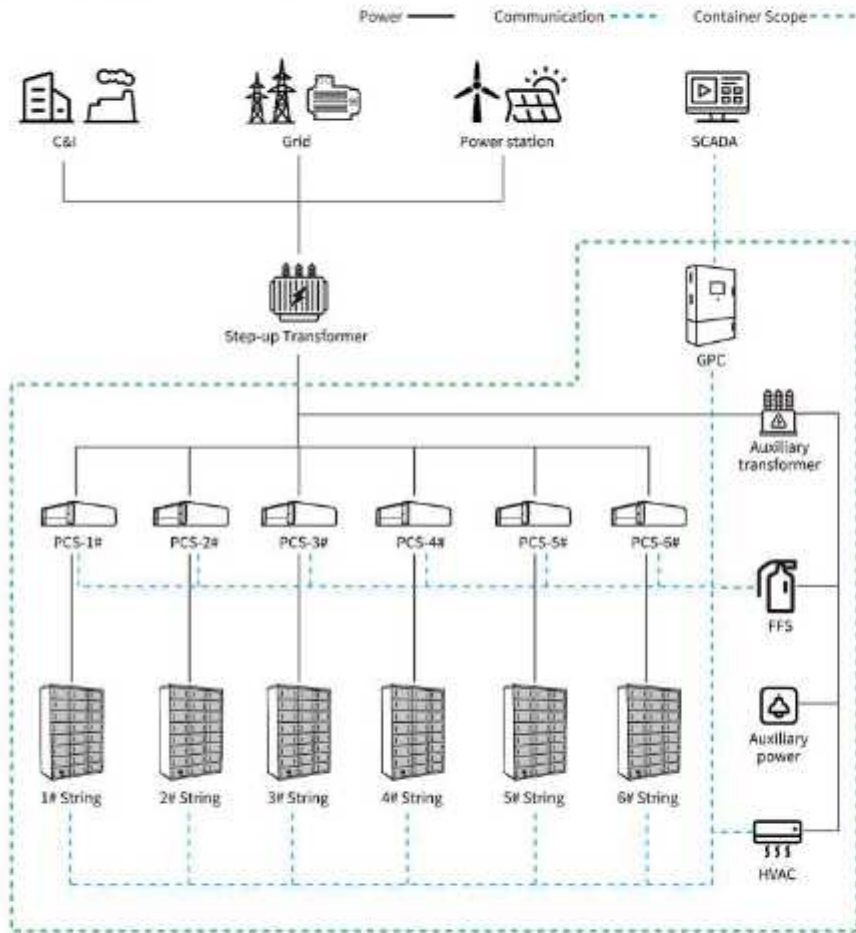 Power
Communication
Container Scope
C&I
Grid
Power station
SCADA
Step-up Transformer
GPC
Auxiliary
transformer
PCS-1#
PCS-2#
PCS-3#
PCS-4#
PCS-5#
PCS-6#
FFS
Auxiliary
power
1# String
2# String
3# String
4# String
5# String
6# String
HVAC